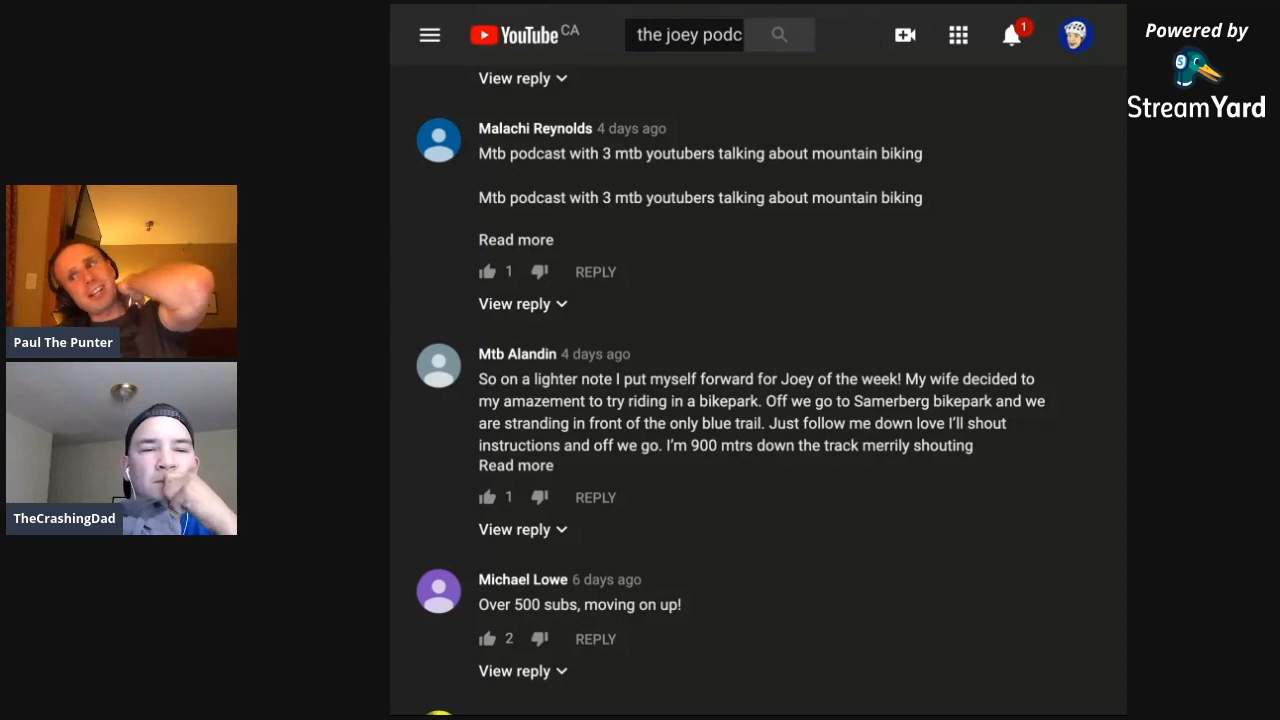 YouTube CA
the joey podc
1
Powered by
StreamYard
View reply
Malachi Reynolds 4 days ago
Mtb podcast with 3 mtb youtubers talking about mountain biking
Mtb podcast with 3 mtb youtubers talking about mountain biking
Read more
1 REPLY
View reply
Paul The Punter
Mtb Alandin 4 days ago
So on a lighter note I put myself forward for Joey of the week! My wife decided to
my amazement to try riding in a bikepark. Off we go to Samerberg bikepark and we
are stranding in front of the only blue trail. Just follow me down love I'll shout
instructions and off we go. I'm 900 mtrs down the track merrily shouting
Read more
1 REPLY
View reply
TheCrashingDad
Michael Lowe 6 days ago
Over 500 subs, moving on up!
2 REPLY
View reply